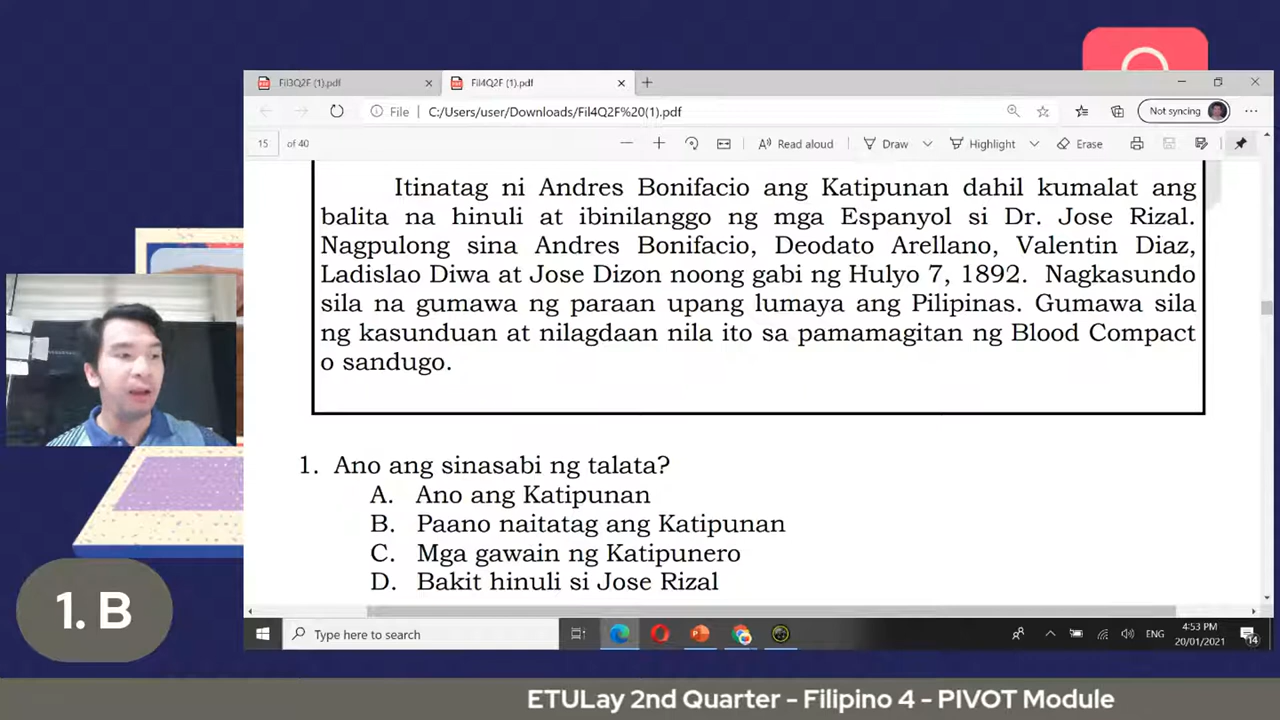 Fil3Q2F (1).pdf
Fil4Q2F (1).pdf
File
C:/Users/user/Downloads/Fil4Q2F%20(1).pdf
Not syncing
15 of 40
Read aloud
Draw
Highlight
Erase
Itinatag ni Andres Bonifacio ang Katipunan dahil kumalat ang
balita na hinuli at ibinilanggo ng mga Espanyol si Dr. Jose Rizal.
Nagpulong sina Andres Bonifacio, Deodato Arellano, Valentin Diaz,
Ladislao Diwa at Jose Dizon noong gabi ng Hulyo 7, 1892. Nagkasundo
sila na gumawa ng paraan upang lumaya ang Pilipinas. Gumawa sila
ng kasunduan at nilagdaan nila ito sa pamamagitan ng Blood Compact
o sandugo.
1. Ano ang sinasabi ng talata?
A. Ano ang Katipunan
B. Paano naitatag ang Katipunan
C. Mga gawain ng Katipunero
D. Bakit hinuli si Jose Rizal
1. B
Type here to search
ENG
4:53 PM
20/01/2021
14
ETULay 2nd Quarter - Filipino 4 - PIVOT Module